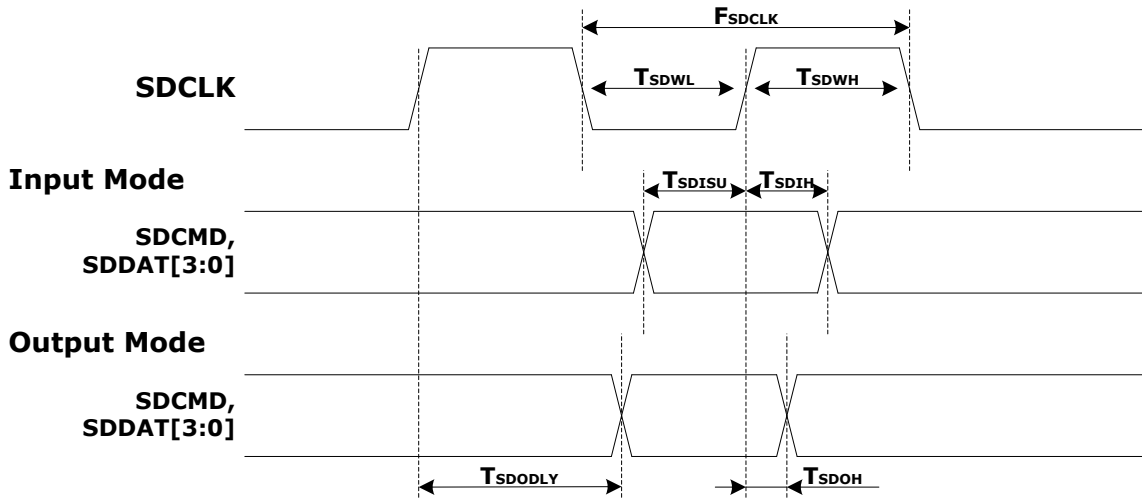 FSDCLK
SDCLK
TSDWL
TSDWH
Input Mode
TSDISU
TSDIH
SDCMD,
SDDAT[3:0]
Output Mode
SDCMD,
SDDAT[3:0]
TSDODLY
TSDOH